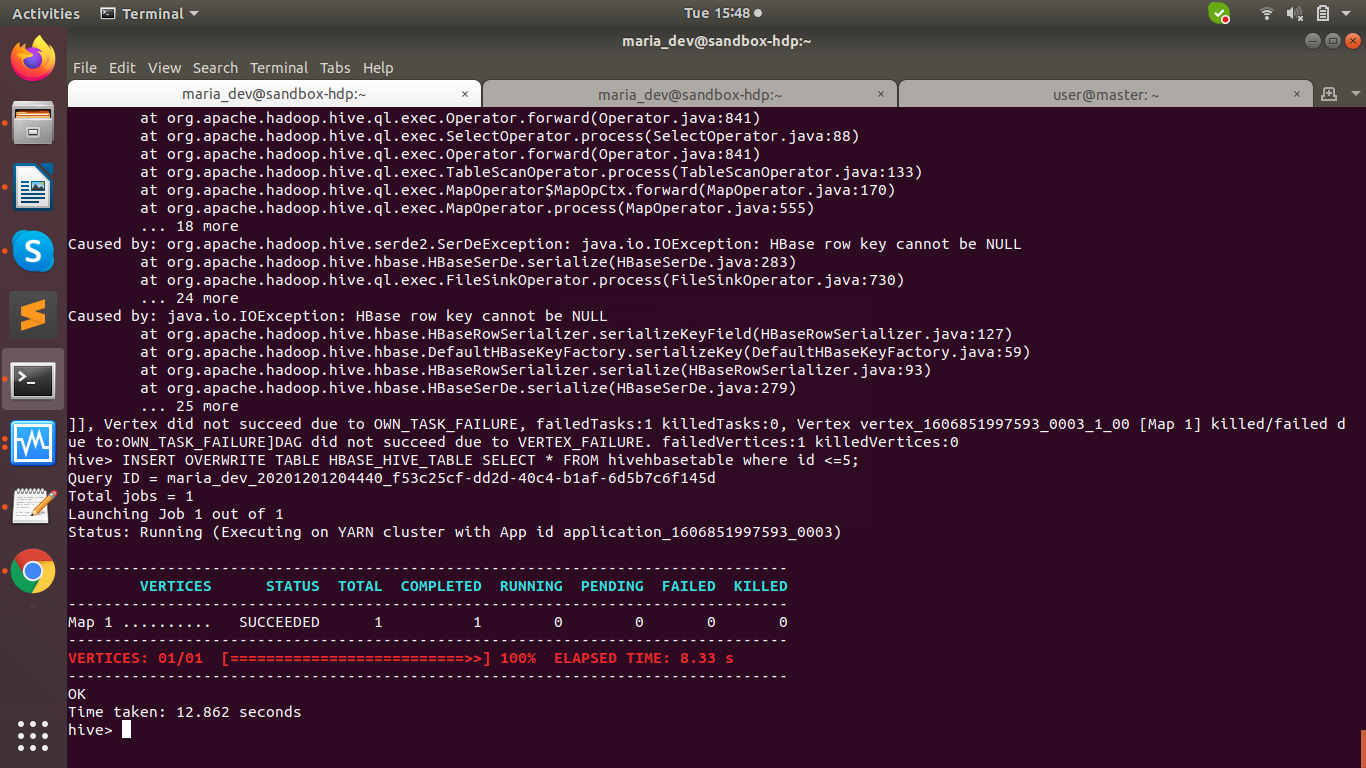 Activities
Terminal
Tue 15:48
maria_dev@sandbox-hdp:~
File Edit View Search Terminal Tabs Help
maria_dev@sandbox-hdp:~ ×
maria_dev@sandbox-hdp:~ ×
user@master: ~ ×
at org.apache.hadoop.hive.ql.exec.Operator.forward(Operator.java:841)
at org.apache.hadoop.hive.ql.exec.SelectOperator.process(SelectOperator.java:88)
at org.apache.hadoop.hive.ql.exec.Operator.forward(Operator.java:841)
at org.apache.hadoop.hive.ql.exec.TableScanOperator.process(TableScanOperator.java:133)
at org.apache.hadoop.hive.ql.exec.MapOperator$MapOpCtx.forward(MapOperator.java:170)
at org.apache.hadoop.hive.ql.exec.MapOperator.process(MapOperator.java:555)
... 18 more
Caused by: org.apache.hadoop.hive.serde2.SerDeException: java.io.IOException: HBase row key cannot be NULL
at org.apache.hadoop.hive.hbase.HBaseSerDe.serialize(HBaseSerDe.java:283)
at org.apache.hadoop.hive.ql.exec.FileSinkOperator.process(FileSinkOperator.java:730)
... 24 more
Caused by: java.io.IOException: HBase row key cannot be NULL
at org.apache.hadoop.hive.hbase.HBaseRowSerializer.serializeKeyField(HBaseRowSerializer.java:127)
at org.apache.hadoop.hive.hbase.DefaultHBaseKeyFactory.serializeKey(DefaultHBaseKeyFactory.java:59)
at org.apache.hadoop.hive.hbase.HBaseRowSerializer.serialize(HBaseRowSerializer.java:93)
at org.apache.hadoop.hive.hbase.HBaseSerDe.serialize(HBaseSerDe.java:279)
... 25 more
]], Vertex did not succeed due to OWN_TASK_FAILURE, failedTasks:1 killedTasks:0, Vertex vertex_1606851997593_0003_1_00 [Map 1] killed/failed d
ue to:OWN_TASK_FAILURE]DAG did not succeed due to VERTEX_FAILURE. failedVertices:1 killedVertices:0
hive> INSERT OVERWRITE TABLE HBASE_HIVE_TABLE SELECT * FROM hivehbasetable where id <=5;
Query ID = maria_dev_20201201204440_f53c25cf-dd2d-40c4-b1af-6d5b7c6f145d
Total jobs = 1
Launching Job 1 out of 1
Status: Running (Executing on YARN cluster with App id application_1606851997593_0003)
--------------------------------------------------------------------------------
VERTICES STATUS TOTAL COMPLETED RUNNING PENDING FAILED KILLED
--------------------------------------------------------------------------------
Map 1 .......... SUCCEEDED 1 1 0 0 0 0
--------------------------------------------------------------------------------
VERTICES: 01/01 [==========================>>] 100% ELAPSED TIME: 8.33 s
--------------------------------------------------------------------------------
OK
Time taken: 12.862 seconds
hive>